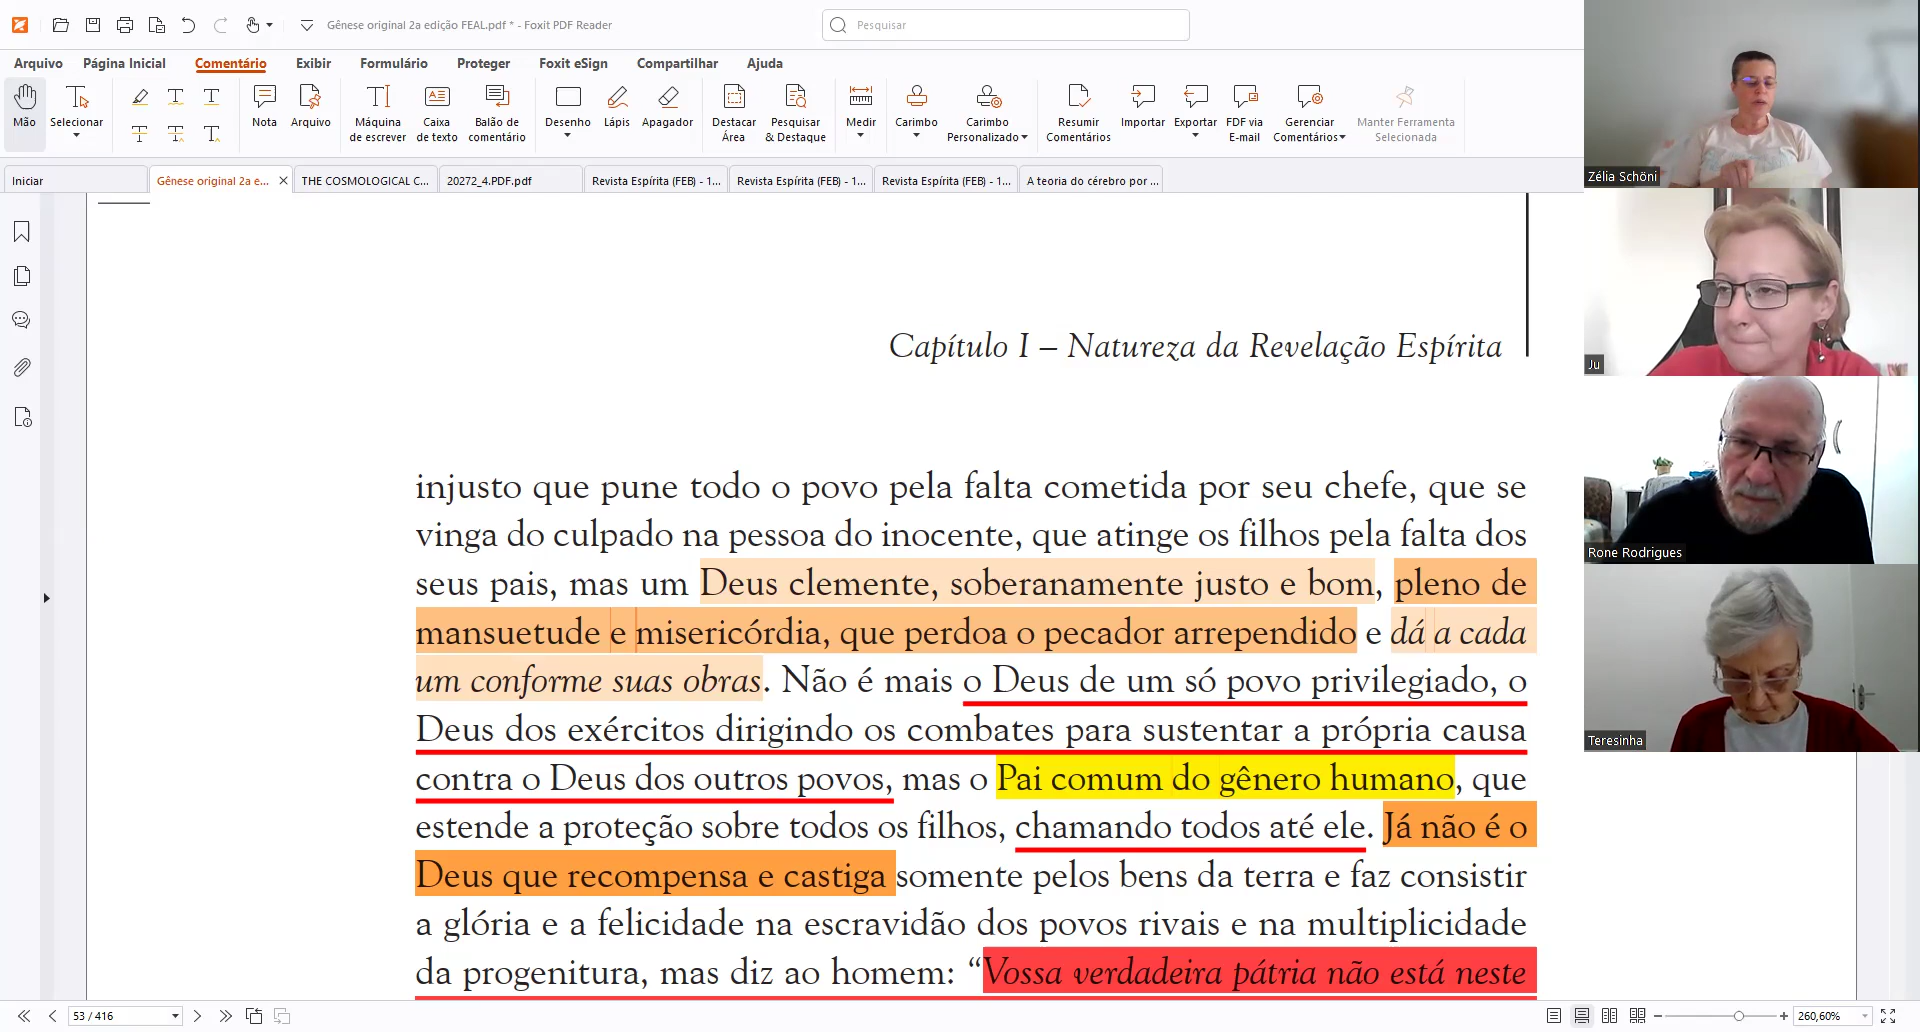 Gênese original 2a edição FEAL.pdf * - Foxit PDF Reader
Pesquisar
Arquivo
Página Inicial
Comentário
Exibir
Formulário
Proteger
Foxit eSign
Compartilhar
Ajuda
Mão
Selecionar
Nota
Arquivo
Máquina
de escrever
Caixa
de texto
Balão de
comentário
Desenho
Lápis
Apagador
Destacar
Área
Pesquisar
& Destaque
Medir
Carimbo
Carimbo
Personalizado
Resumir
Comentários
Importar
Exportar
FDF via
E-mail
Gerenciar
Comentários
Manter Ferramenta
Selecionada
Iniciar
Gênese original 2a e...
THE COSMOLOGICAL C...
20272_4.PDF.pdf
Revista Espírita (FEB) - 1...
Revista Espírita (FEB) - 1...
Revista Espírita (FEB) - 1...
A teoria do cérebro por ...
Capítulo I – Natureza da Revelação Espírita
injusto que pune todo o povo pela falta cometida por seu chefe, que se
vinga do culpado na pessoa do inocente, que atinge os filhos pela falta dos
seus pais, mas um Deus clemente, soberanamente justo e bom, pleno de
mansuetude e misericórdia, que perdoa o pecador arrependido e dá a cada
um conforme suas obras. Não é mais o Deus de um só povo privilegiado, o
Deus dos exércitos dirigindo os combates para sustentar a própria causa
contra o Deus dos outros povos, mas o Pai comum do gênero humano, que
estende a proteção sobre todos os filhos, chamando todos até ele. Já não é o
Deus que recompensa e castiga somente pelos bens da terra e faz consistir
a glória e a felicidade na escravidão dos povos rivais e na multiplicidade
da progenitura, mas diz ao homem: “Vossa verdadeira pátria não está neste
Zélia Schöni
Ju
Rone Rodrigues
Teresinha
53 / 416
260,60%